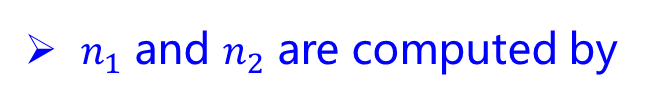 ➢ n₁ and n₂ are computed by